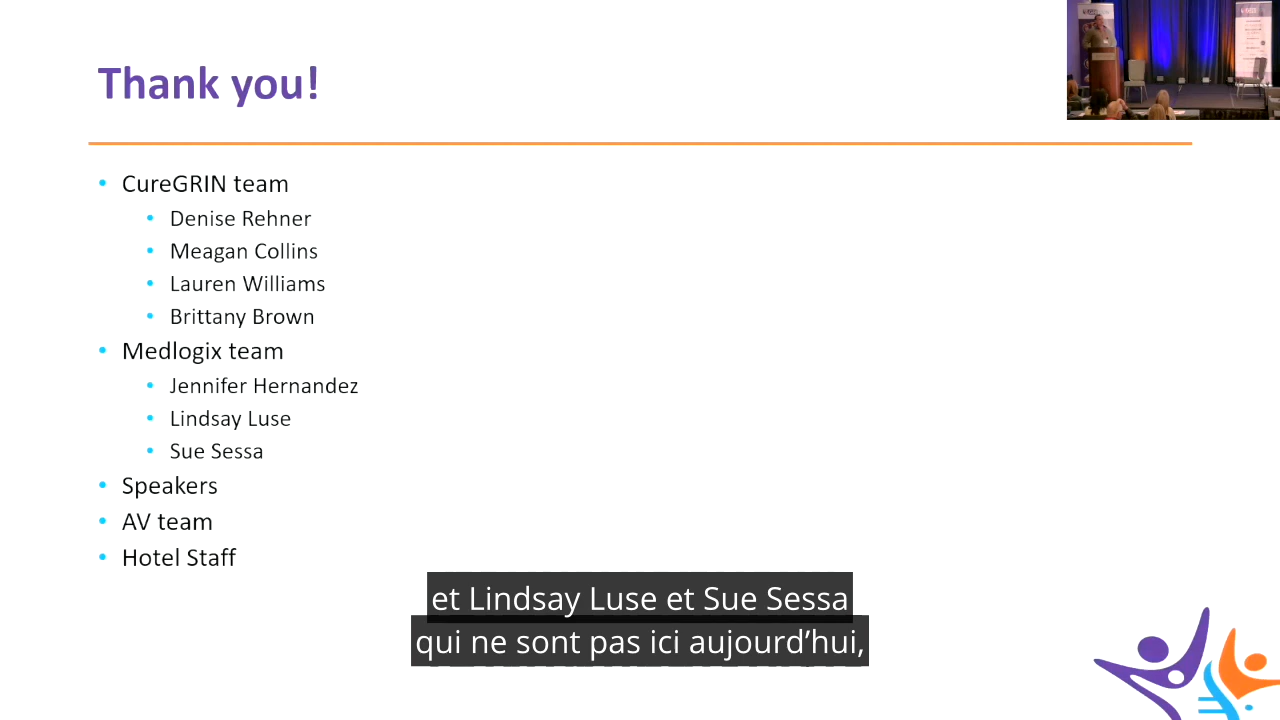 Thank you!
CureGRIN team
Denise Rehner
Meagan Collins
Lauren Williams
Brittany Brown
Medlogix team
Jennifer Hernandez
Lindsay Luse
Sue Sessa
Speakers
AV team
Hotel Staff
et Lindsay Luse et Sue Sessa
qui ne sont pas ici aujourd’hui,